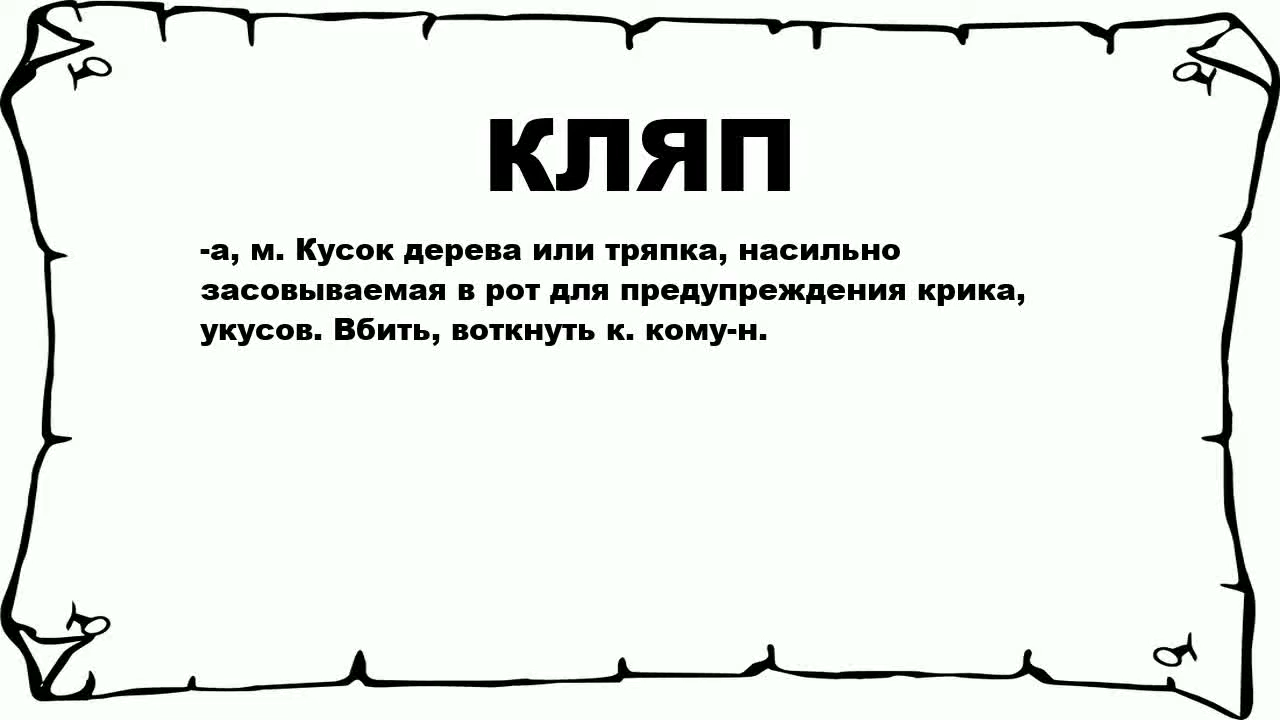 КЛЯП
-а, м. Кусок дерева или тряпка, насильно
засовываемая в рот для предупреждения крика,
укусов. Вбить, воткнуть к. кому-н.